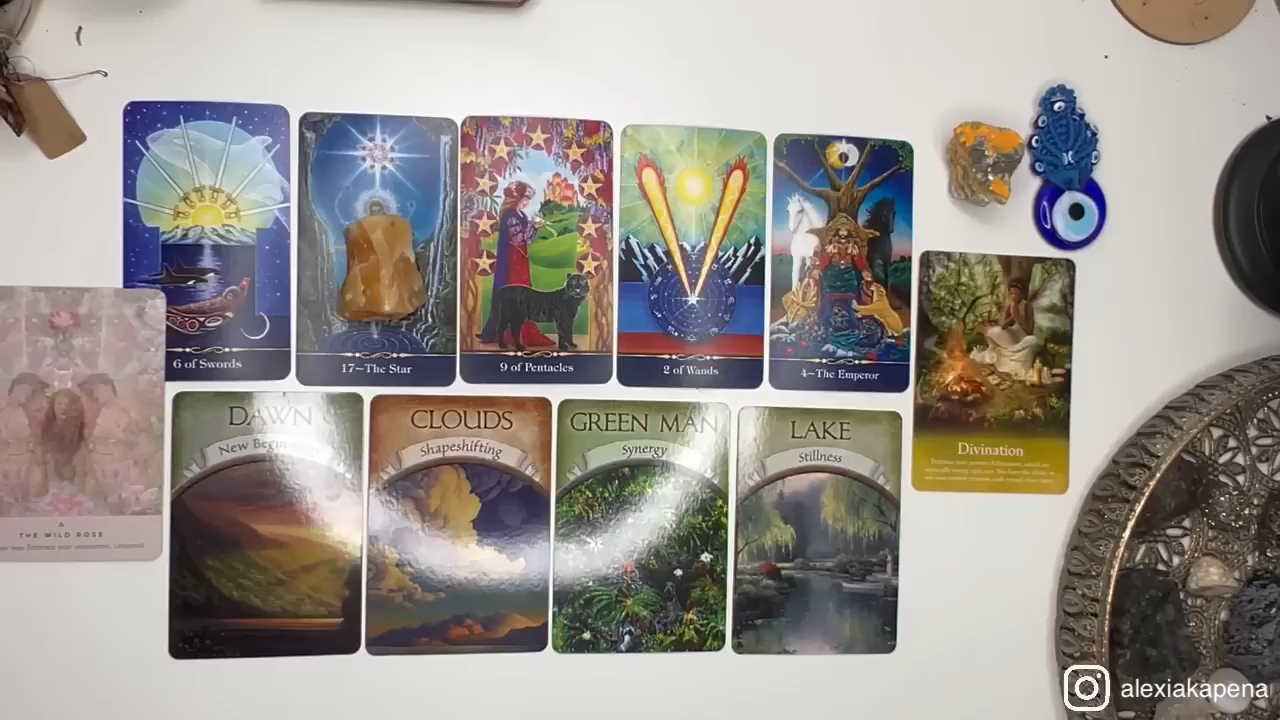 6 of Swords
17~The Star
9 of Pentacles
2 of Wands
4~The Emperor
DAWN
New
CLOUDS
Shapeshifting
GREEN MAN
Synergy
LAKE
Stillness
Divination
THE WILD ROSE
alexiakapena